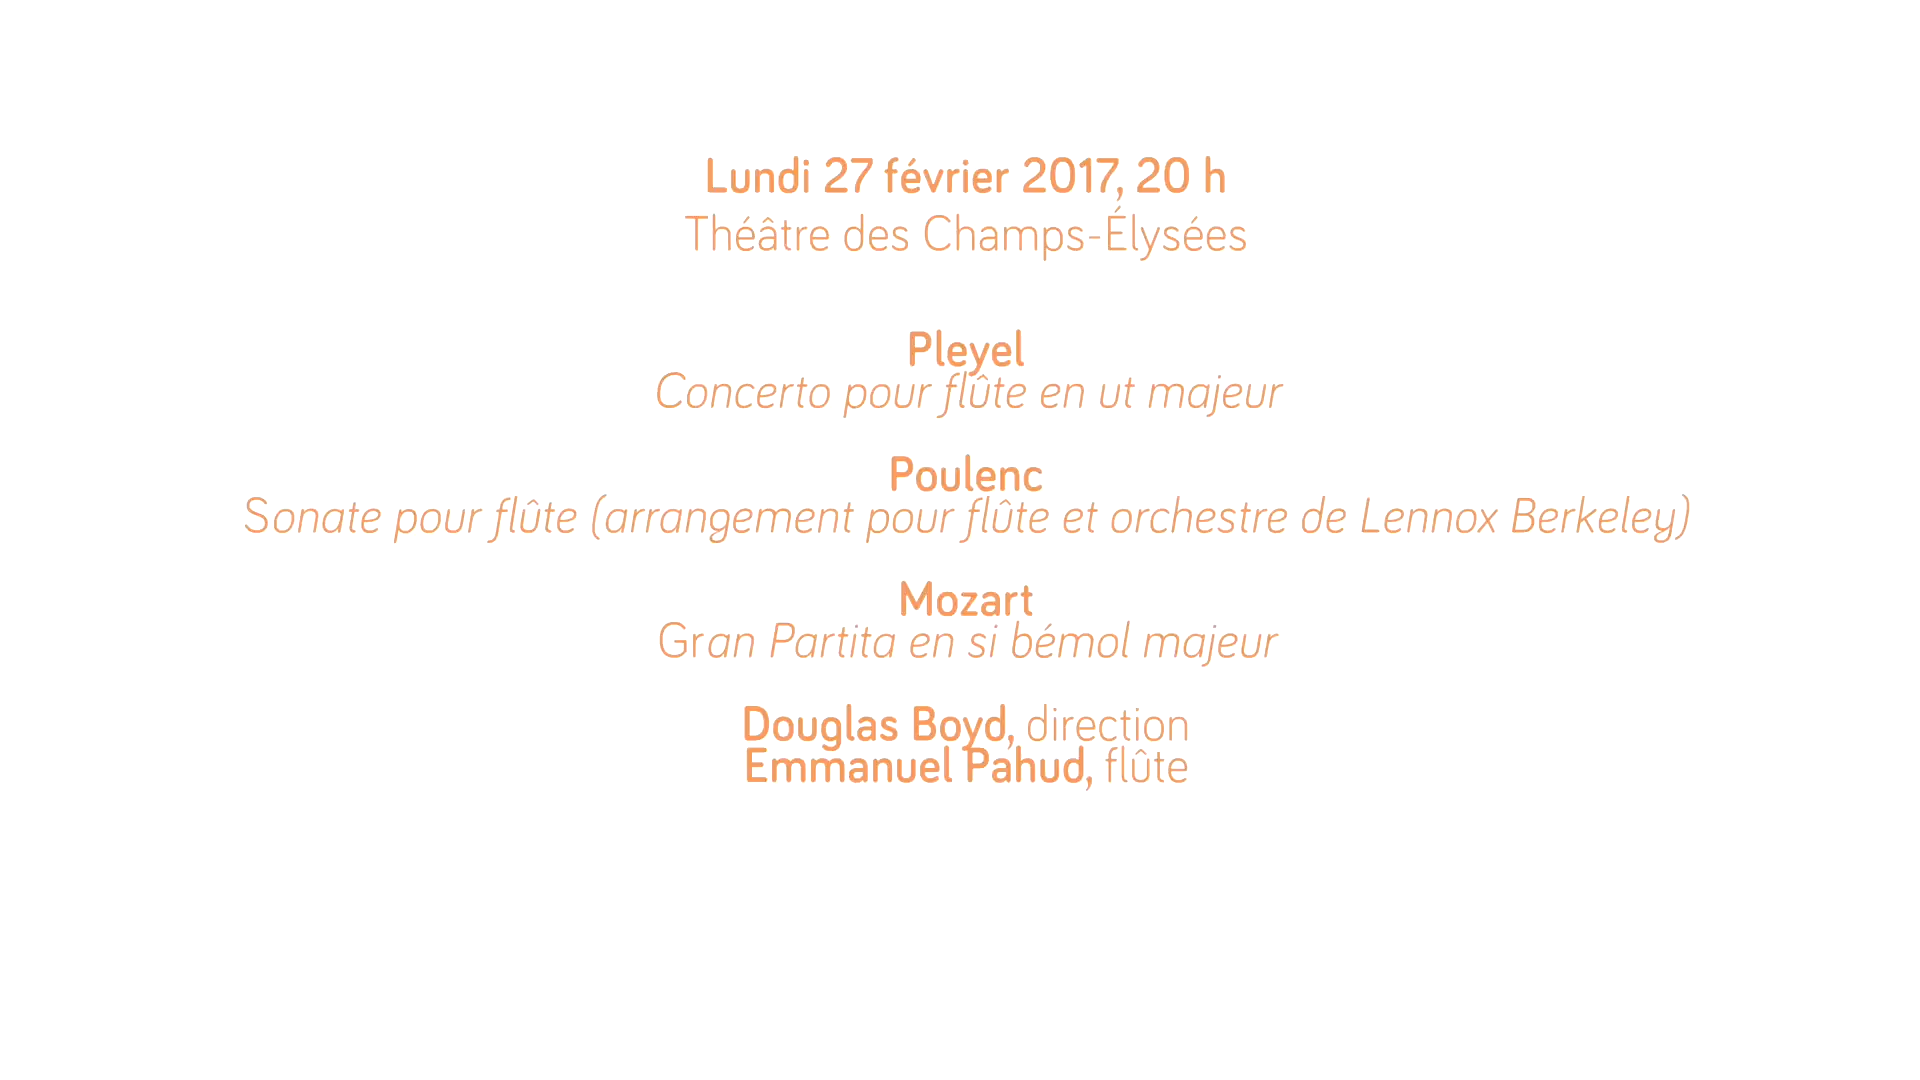 Lundi 27 février 2017, 20 h
Théâtre des Champs-Élysées
Pleyel
Concerto pour flûte en ut majeur
Poulenc
Sonate pour flûte (arrangement pour flûte et orchestre de Lennox Berkeley)
Mozart
Gran Partita en si bémol majeur
Douglas Boyd, direction
Emmanuel Pahud, flûte